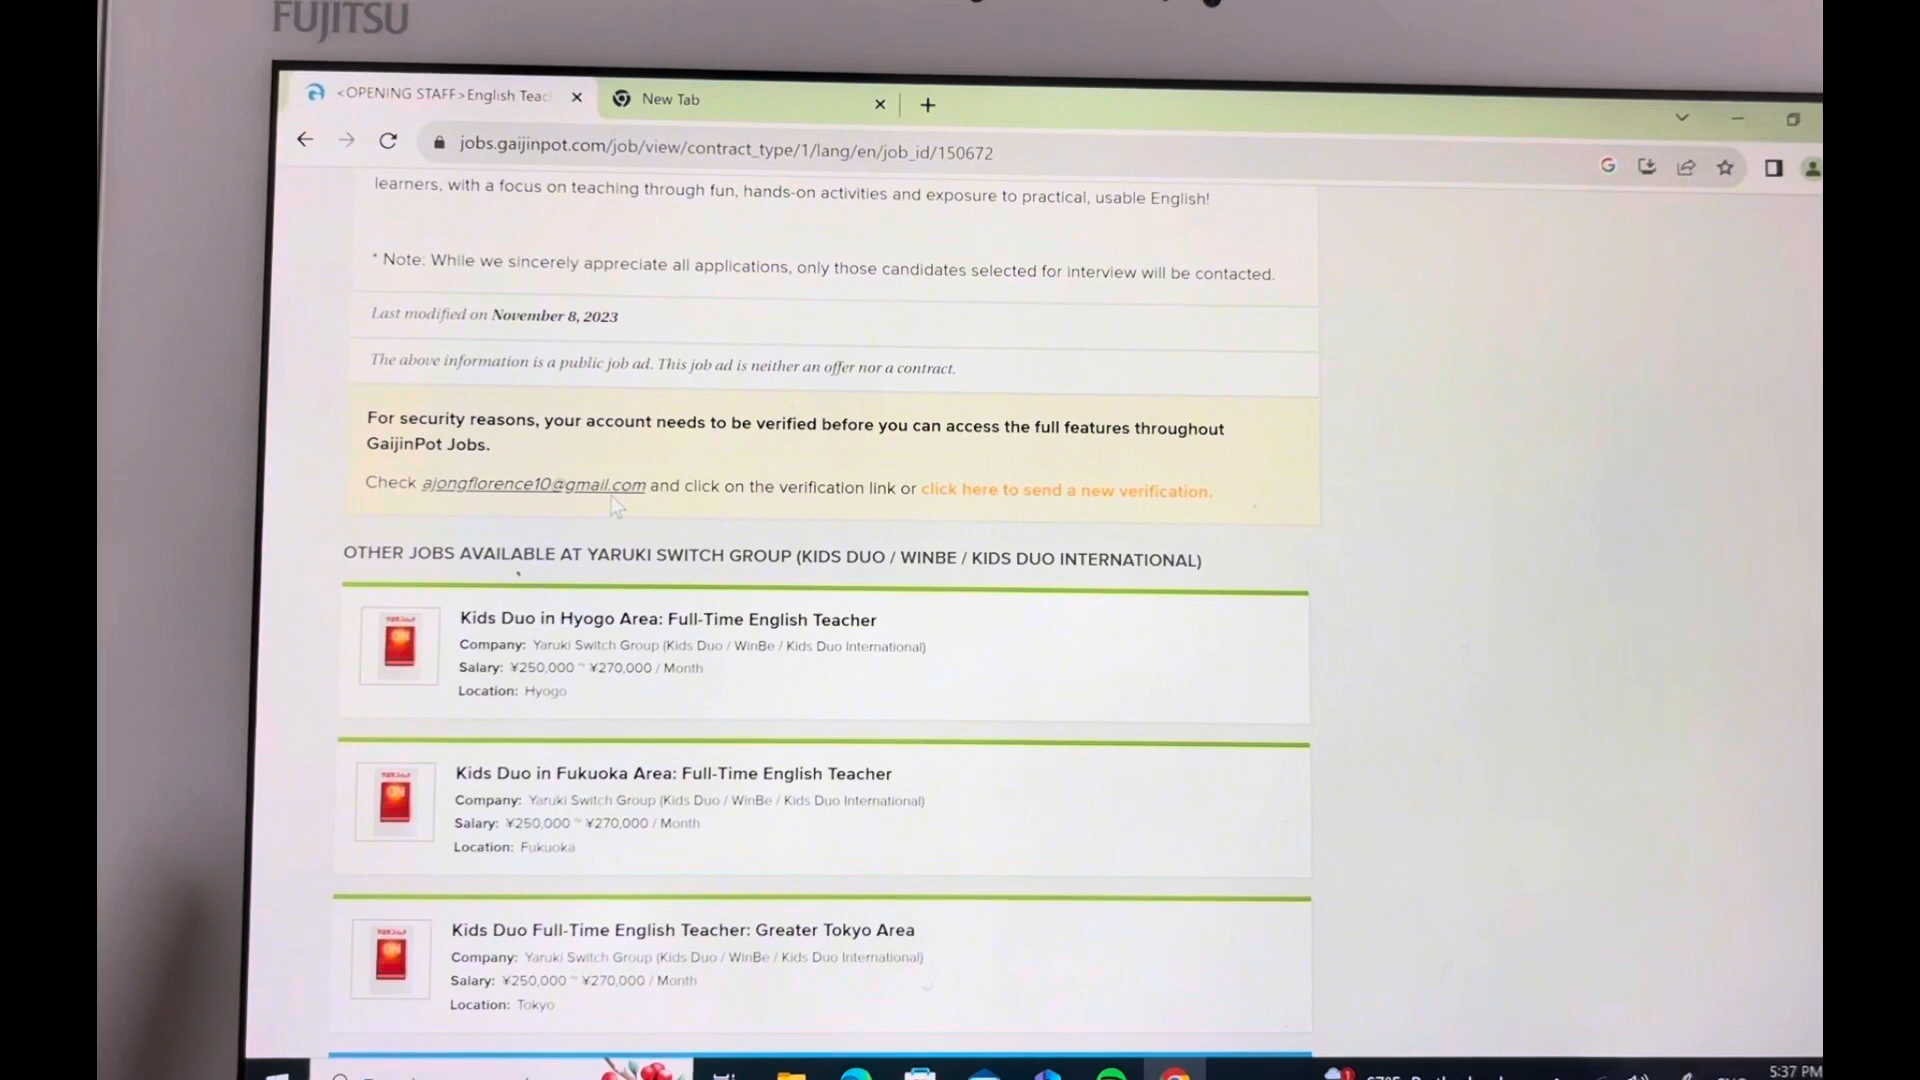 FUJITSU
<OPENING STAFF>English Teac
New Tab
jobs.gaijinpot.com/job/view/contract_type/1/lang/en/job_id/150672
learners, with a focus on teaching through fun, hands-on activities and exposure to practical, usable English!
* Note: While we sincerely appreciate all applications, only those candidates selected for interview will be contacted.
Last modified on November 8, 2023
The above information is a public job ad. This job ad is neither an offer nor a contract.
For security reasons, your account needs to be verified before you can access the full features throughout
GaijinPot Jobs.
Check ajongflorence10@gmail.com and click on the verification link or click here to send a new verification.
OTHER JOBS AVAILABLE AT YARUKI SWITCH GROUP (KIDS DUO / WINBE / KIDS DUO INTERNATIONAL)
ON
Kids Duo in Hyogo Area: Full-Time English Teacher
Company: Yaruki Switch Group (Kids Duo / WinBe / Kids Duo International)
Salary: ¥250,000 ~ ¥270,000 / Month
Location: Hyogo
ON
Kids Duo in Fukuoka Area: Full-Time English Teacher
Company: Yaruki Switch Group (Kids Duo / WinBe / Kids Duo International)
Salary: ¥250,000 ~ ¥270,000 / Month
Location: Fukuoka
ON
Kids Duo Full-Time English Teacher: Greater Tokyo Area
Company: Yaruki Switch Group (Kids Duo / WinBe / Kids Duo International)
Salary: ¥250,000 ~ ¥270,000 / Month
Location: Tokyo
5:37 PM